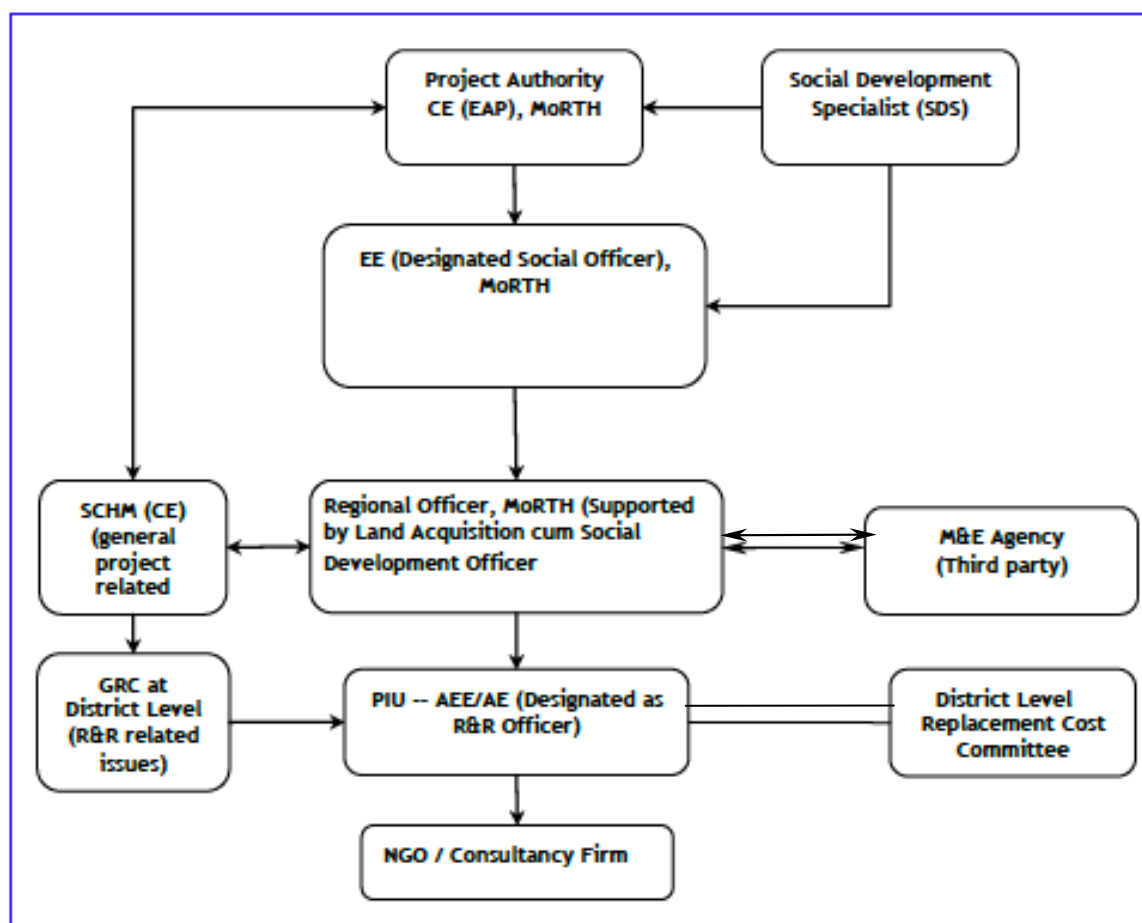 Project Authority
CE (EAP), MoRTH
Social Development
Specialist (SDS)
EE (Designated Social Officer),
MoRTH
SCHM (CE)
(general
project
related
Regional Officer, MoRTH (Supported
by Land Acquisition cum Social
Development Officer
M&E Agency
(Third party)
GRC at
District Level
(R&R related
issues)
PIU -- AEE/AE (Designated as
R&R Officer)
District Level
Replacement Cost
Committee
NGO / Consultancy Firm